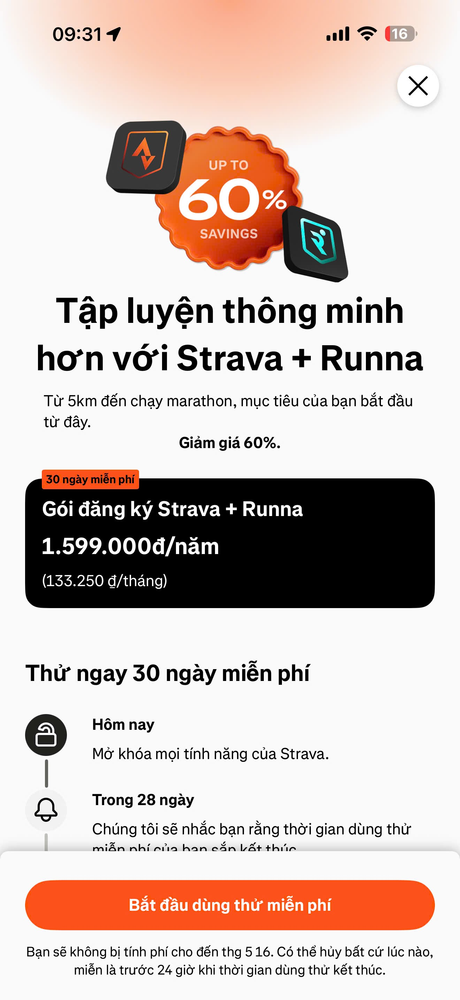 09:31
16
UP TO
60%
SAVINGS
Tập luyện thông minh
hơn với Strava + Runna
Từ 5km đến chạy marathon, mục tiêu của bạn bắt đầu
từ đây.
Giảm giá 60%.
30 ngày miễn phí
Gói đăng ký Strava + Runna
1.599.000đ/năm
(133.250 ₫/tháng)
Thử ngay 30 ngày miễn phí
Hôm nay
Mở khóa mọi tính năng của Strava.
Trong 28 ngày
Chúng tôi sẽ nhắc bạn rằng thời gian dùng thử
miễn phí của bạn sắp kết thúc
Bắt đầu dùng thử miễn phí
Bạn sẽ không bị tính phí cho đến thg 5 16. Có thể hủy bất cứ lúc nào,
miễn là trước 24 giờ khi thời gian dùng thử kết thúc.